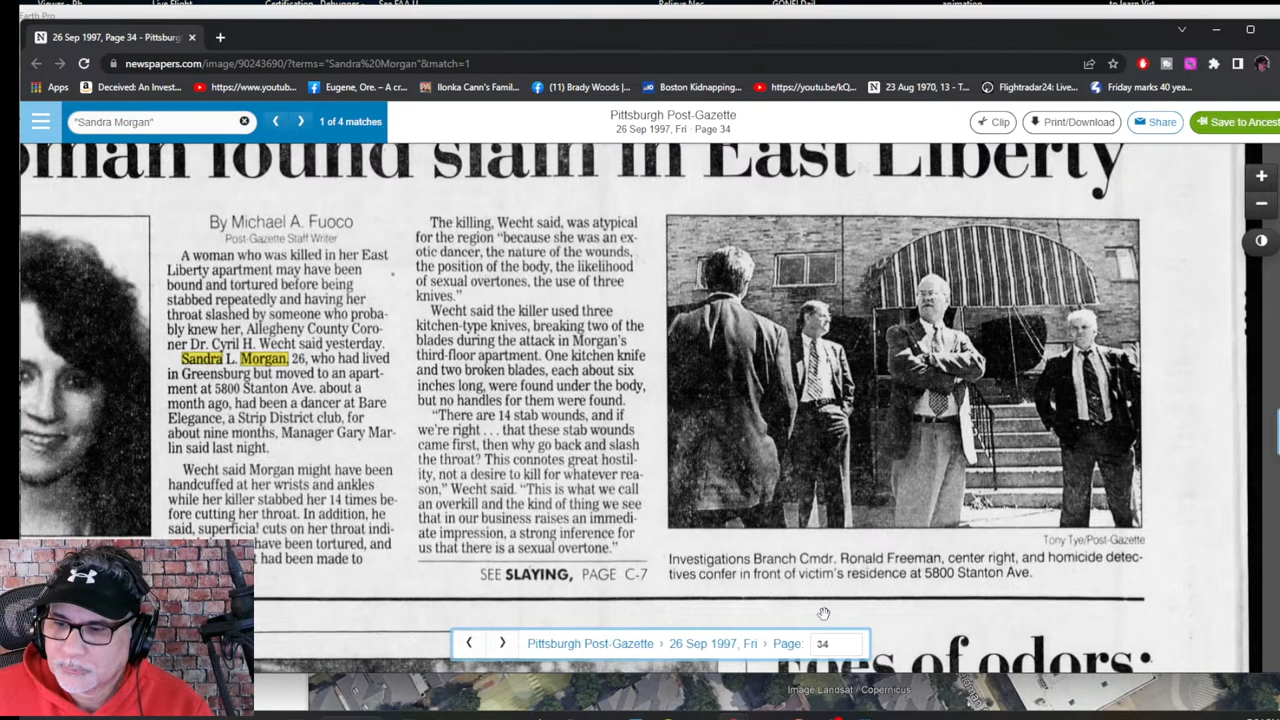 26 Sep 1997, Page 34 - Pittsburg
newspapers.com/image/90243690/?terms="Sandra%20Morgan"&match=1
Apps
Deceived: An Invest...
https://www.youtub...
Eugene, Ore. – A cr...
Ilonka Cann's Famil...
(11) Brady Woods |...
Boston Kidnapping...
https://youtu.be/kQ...
23 Aug 1970, 13 - T...
Flightradar24: Live...
Friday marks 40 yea...
"Sandra Morgan"
1 of 4 matches
Pittsburgh Post-Gazette
26 Sep 1997, Fri · Page 34
Clip
Print/Download
Share
Save to Ancest
oman found slain in East Liberty
By Michael A. Fuoco
Post-Gazette Staff Writer
A woman who was killed in her East
Liberty apartment may have been
bound and tortured before being
stabbed repeatedly and having her
throat slashed by someone who proba-
bly knew her, Allegheny County Coro-
ner Dr. Cyril H. Wecht said yesterday.
Sandra L. Morgan, 26, who had lived
in Greensburg but moved to an apart-
ment at 5800 Stanton Ave. about a
month ago, had been a dancer at Bare
Elegance, a Strip District club, for
about nine months, Manager Gary Mar-
lin said last night.
Wecht said Morgan might have been
handcuffed at her wrists and ankles
while her killer stabbed her 14 times be-
fore cutting her throat. In addition, he
said, superficial cuts on her throat indi-
have been tortured, and
had been made to
The killing, Wecht said, was atypical
for the region "because she was an ex-
otic dancer, the nature of the wounds,
the position of the body, the likelihood
of sexual overtones, the use of three
knives."
Wecht said the killer used three
kitchen-type knives, breaking two of the
blades during the attack in Morgan's
third-floor apartment. One kitchen knife
and two broken blades, each about six
inches long, were found under the body,
but no handles for them were found.
"There are 14 stab wounds, and if
we're right . . . that these stab wounds
came first, then why go back and slash
the throat? This connotes great hostil-
ity, not a desire to kill for whatever rea-
son," Wecht said. "This is what we call
an overkill and the kind of thing we see
that in our business raises an immedi-
ate impression, a strong inference for
us that there is a sexual overtone."
SEE SLAYING, PAGE C-7
Tony Tye/Post-Gazette
Investigations Branch Cmdr. Ronald Freeman, center right, and homicide detec-
tives confer in front of victim's residence at 5800 Stanton Ave.
Pittsburgh Post-Gazette › 26 Sep 1997, Fri › Page: 34
oes of odors:
Image Landsat / Copernicus